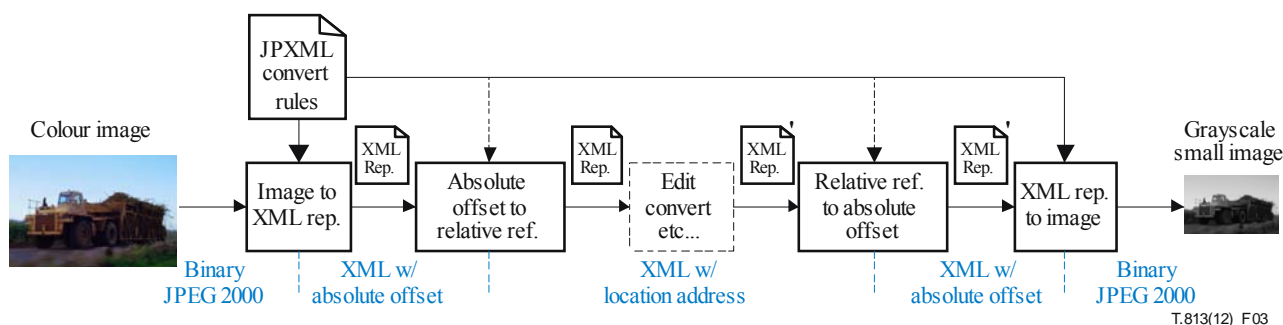 JPXML
convert
rules
Colour image
XML
Rep.
XML
Rep.
XML
Rep.
'
XML
Rep.
'
Grayscale
small image
Image to
XML rep.
Absolute
offset to
relative ref.
Edit
convert
etc...
Relative ref.
to absolute
offset
XML rep.
to image
Binary
JPEG 2000
XML w/
absolute offset
XML w/
location address
XML w/
absolute offset
Binary
JPEG 2000
T.813(12)_F03